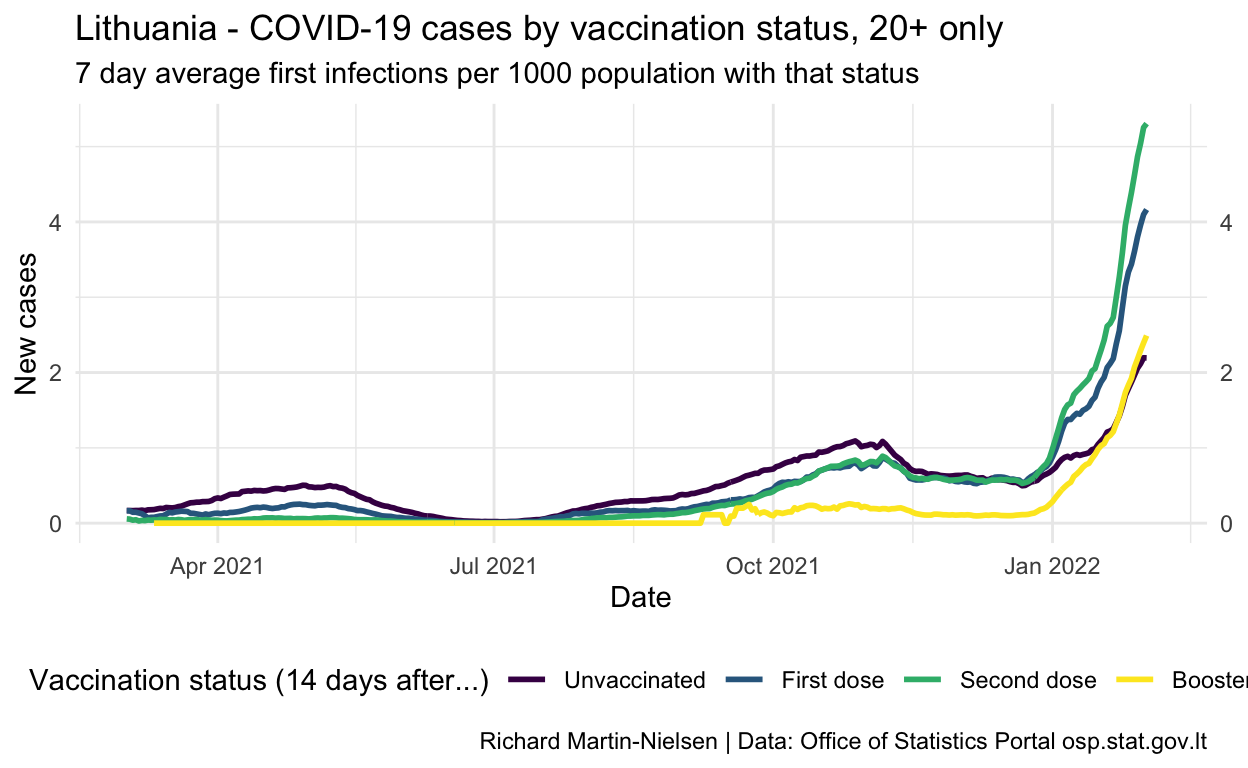 Lithuania - COVID-19 cases by vaccination status, 20+ only
7 day average first infections per 1000 population with that status
New cases
4
2
0
4
2
0
Apr 2021 Jul 2021 Oct 2021 Jan 2022
Date
Vaccination status (14 days after...) Unvaccinated First dose Second dose Booster
Richard Martin-Nielsen | Data: Office of Statistics Portal osp.stat.gov.lt